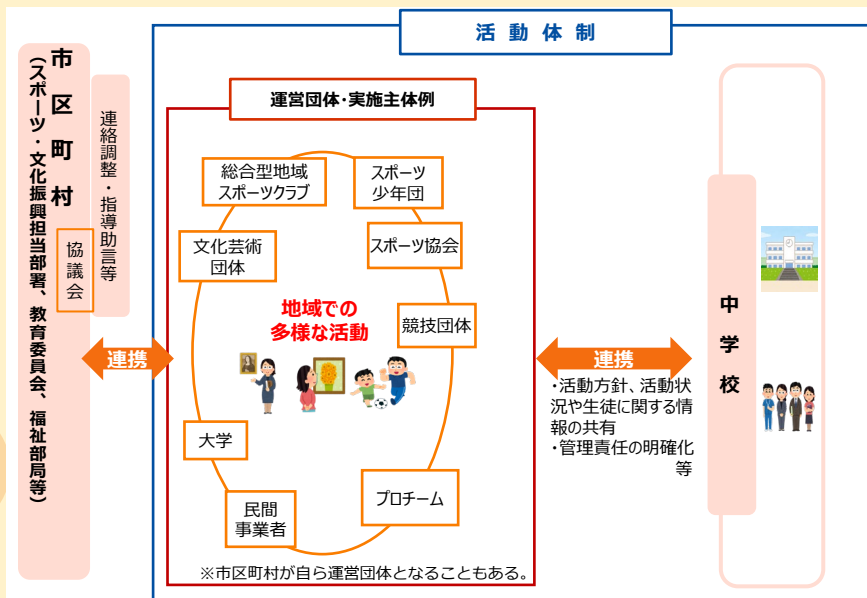 活動体制
市区町村
（スポーツ・文化振興担当部署、教育委員会、福祉部局等）
連絡調整・指導助言等
協議会
連携
運営団体・実施主体例
総合型地域
スポーツクラブ
スポーツ
少年団
文化芸術
団体
スポーツ協会
地域での
多様な活動
競技団体
大学
民間
事業者
プロチーム
※市区町村が自ら運営団体となることもある。
連携
・活動方針、活動状
況や生徒に関する情
報の共有
・管理責任の明確化
等
中学校